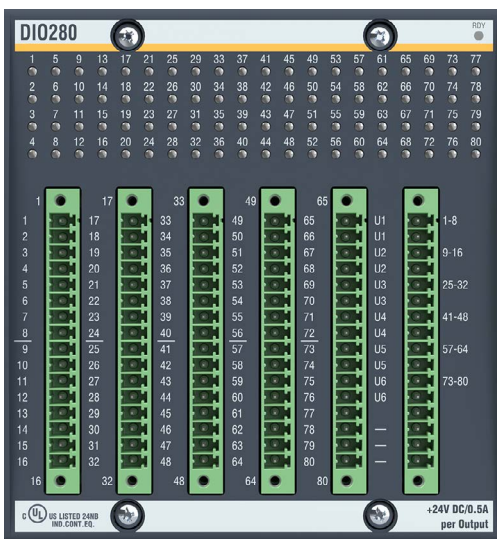 DIO280
RDY
1 5 9 13 17 21 25 29 33 37 41 45 49 53 57 61 65 69 73 77
2 6 10 14 18 22 26 30 34 38 42 46 50 54 58 62 66 70 74 78
3 7 11 15 19 23 27 31 35 39 43 47 51 55 59 63 67 71 75 79
4 8 12 16 20 24 28 32 36 40 44 48 52 56 60 64 68 72 76 80
1 17 33 49 65
1 17 33 49 65 U1 1-8
2 18 34 50 66 U1
3 19 35 51 67 U2 9-16
4 20 36 52 68 U2
5 21 37 53 69 U3 25-32
6 22 38 54 70 U3
7 23 39 55 71 U4 41-48
8 24 40 56 72 U4
9 25 41 57 73 U5 57-64
10 26 42 58 74 U5
11 27 43 59 75 U6 73-80
12 28 44 60 76 U6
13 29 45 61 77
14 30 46 62 78 —
15 31 47 63 79 —
16 32 48 64 80 —
16 32 48 64 80
C UL US LISTED 24NB
IND.CONT.EQ.
+24V DC/0.5A
per Output